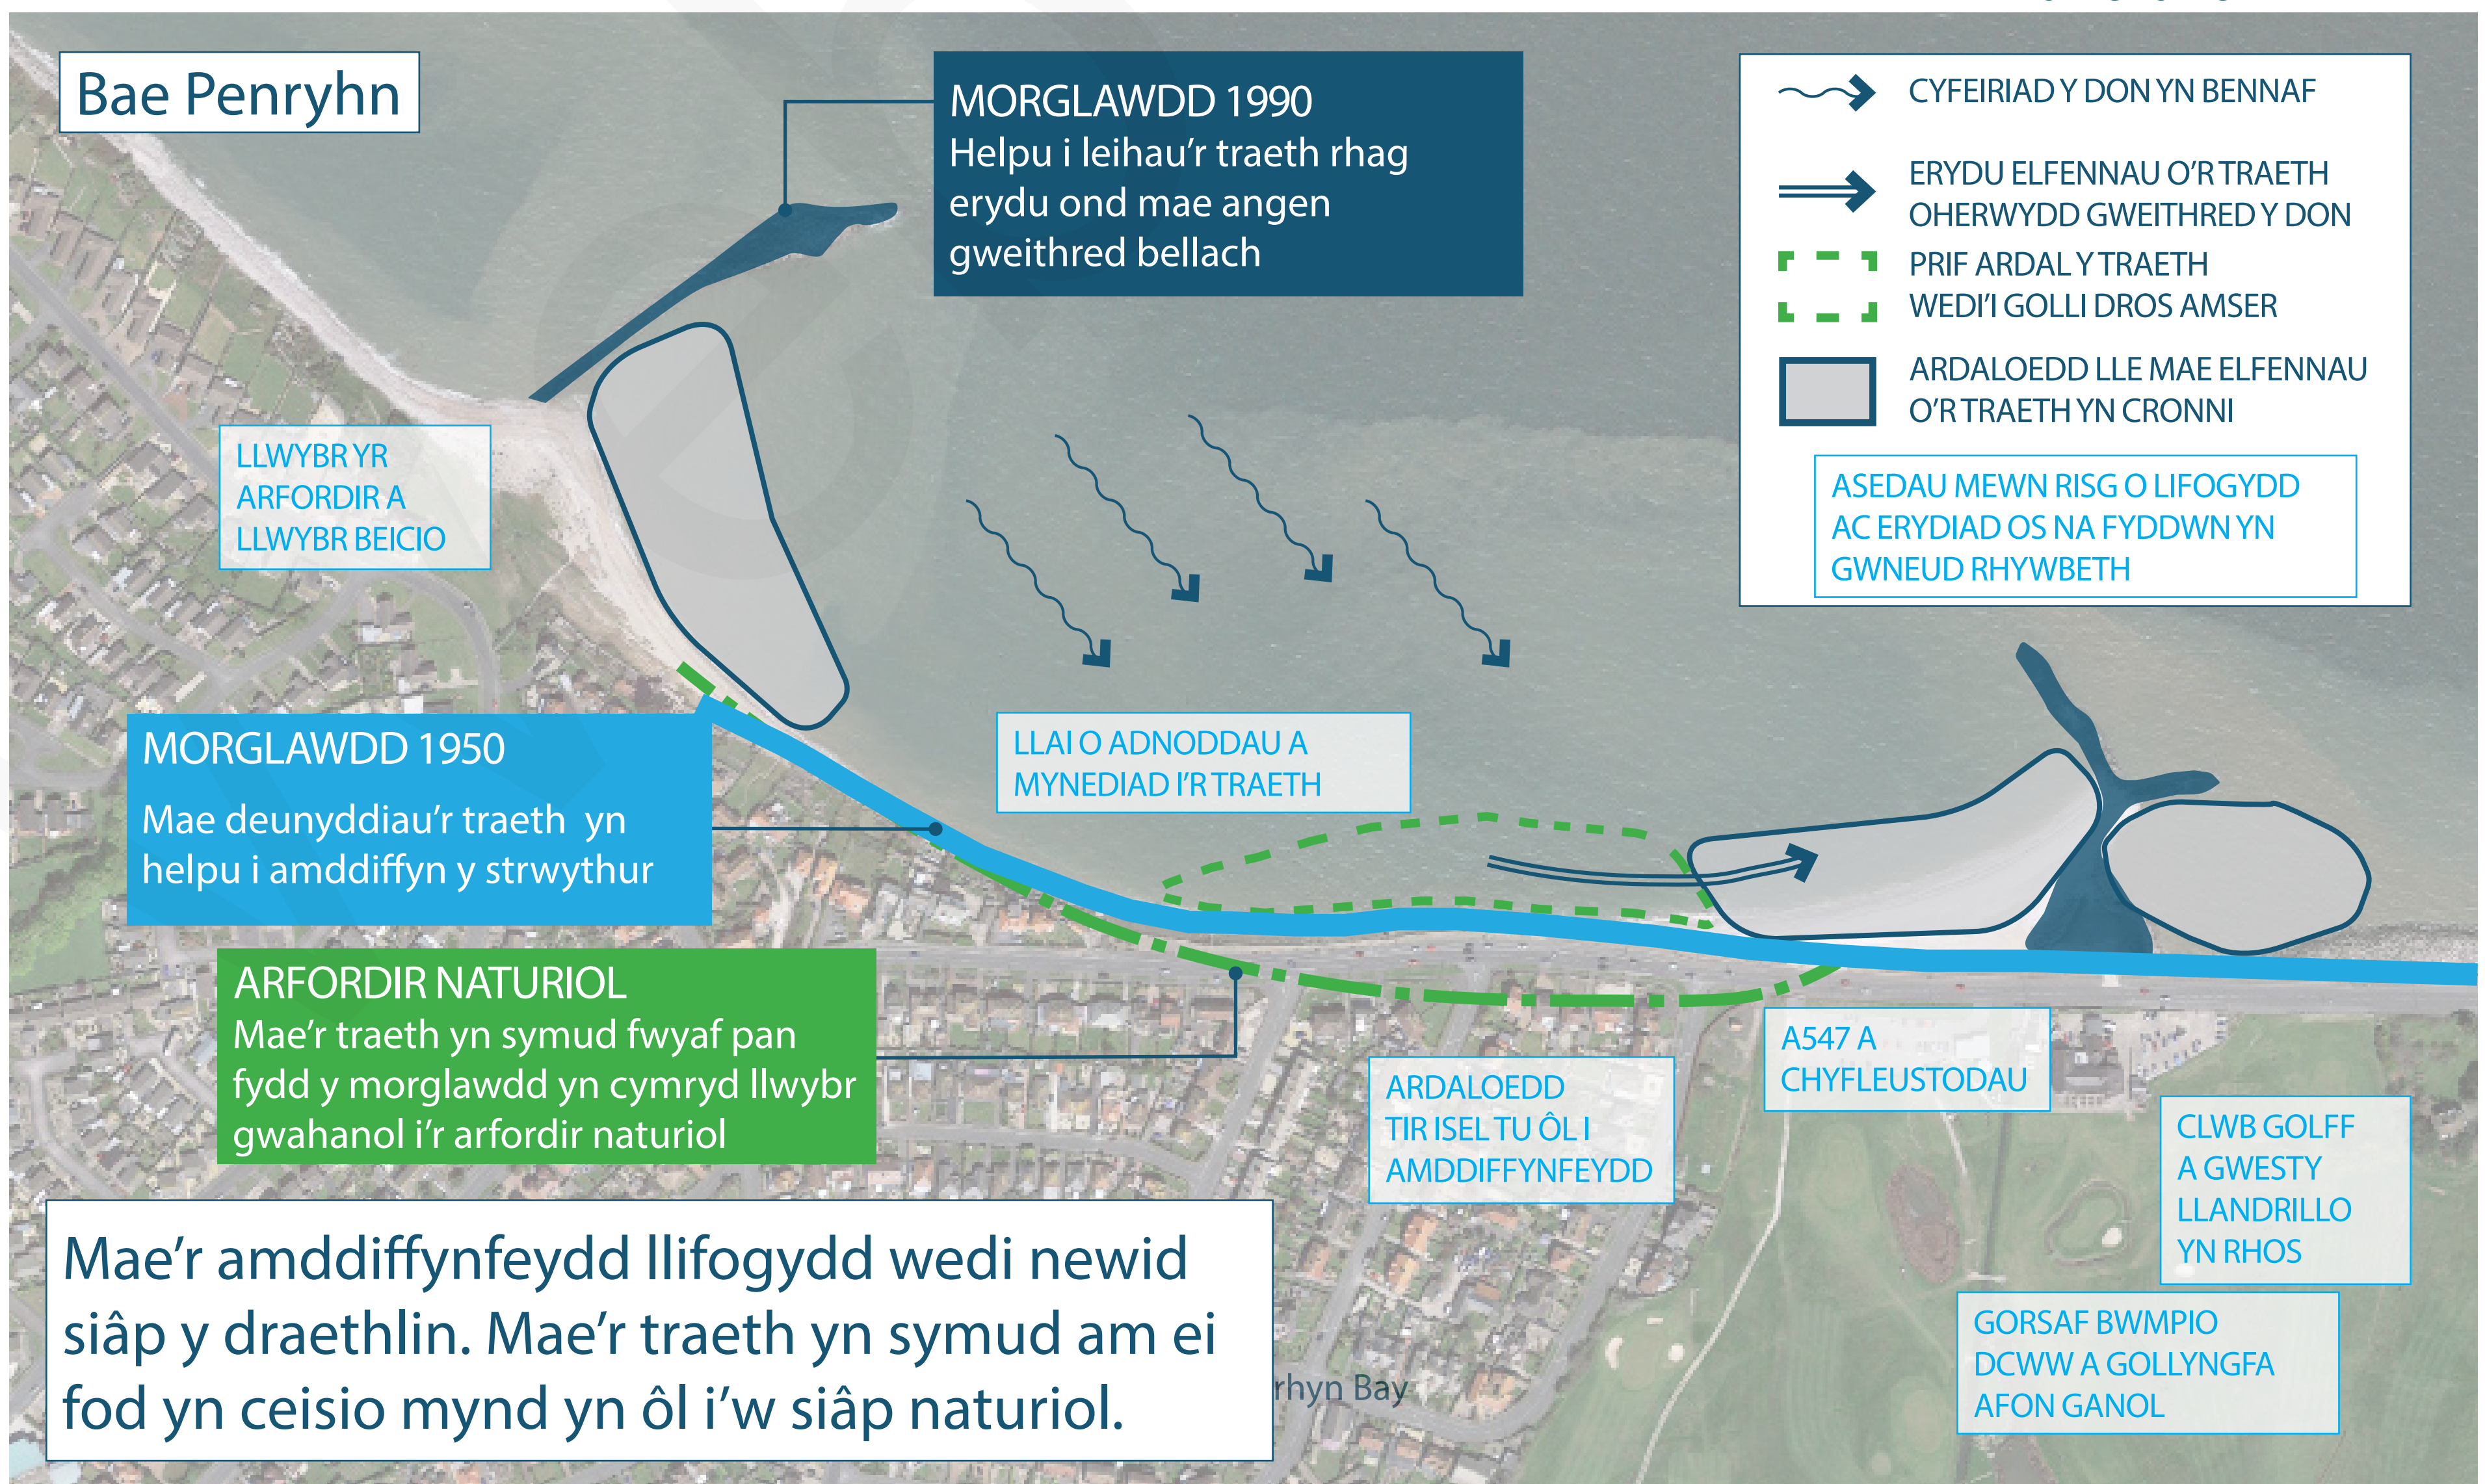 Bae Penryhn
MORGLAWDD 1990
Helpu i leihau'r traeth rhag
erydu ond mae angen
gweithred bellach
CYFEIRIAD Y DON YN BENNAF
ERYDU ELFENNAU O'R TRAETH
OHERWYDD GWEITHRED Y DON
PRIF ARDAL Y TRAETH
WEDI'I GOLLI DROS AMSER
ARDALOEDD LLE MAE ELFENNAU
O'R TRAETH YN CRONNI
ASEDAU MEWN RISG O LIFOGYDD
AC ERYDIAD OS NA FYDDWN YN
GWNEUD RHYWBETH
LLWYBR YR
ARFORDIR A
LLWYBR BEICIO
MORGLAWDD 1950
Mae deunyddiau'r traeth yn
helpu i amddiffyn y strwythur
LLAI O ADNODDAU A
MYNEDIAD I'R TRAETH
ARFORDIR NATURIOL
Mae'r traeth yn symud fwyaf pan
fydd y morglawdd yn cymryd llwybr
gwahanol i'r arfordir naturiol
ARDALOEDD
TIR ISEL TU ÔL I
AMDDIFFYNFEYDD
A547 A
CHYFLEUSTODAU
CLWB GOLFF
A GWESTY
LLANDRILLO
YN RHOS
GORSAF BWMPIO
DCWW A GOLLYNGFA
AFON GANOL
Mae'r amddiffynfeydd llifogydd wedi newid
siâp y draethlin. Mae'r traeth yn symud am ei
fod yn ceisio mynd yn ôl i'w siâp naturiol.
rhyn Bay